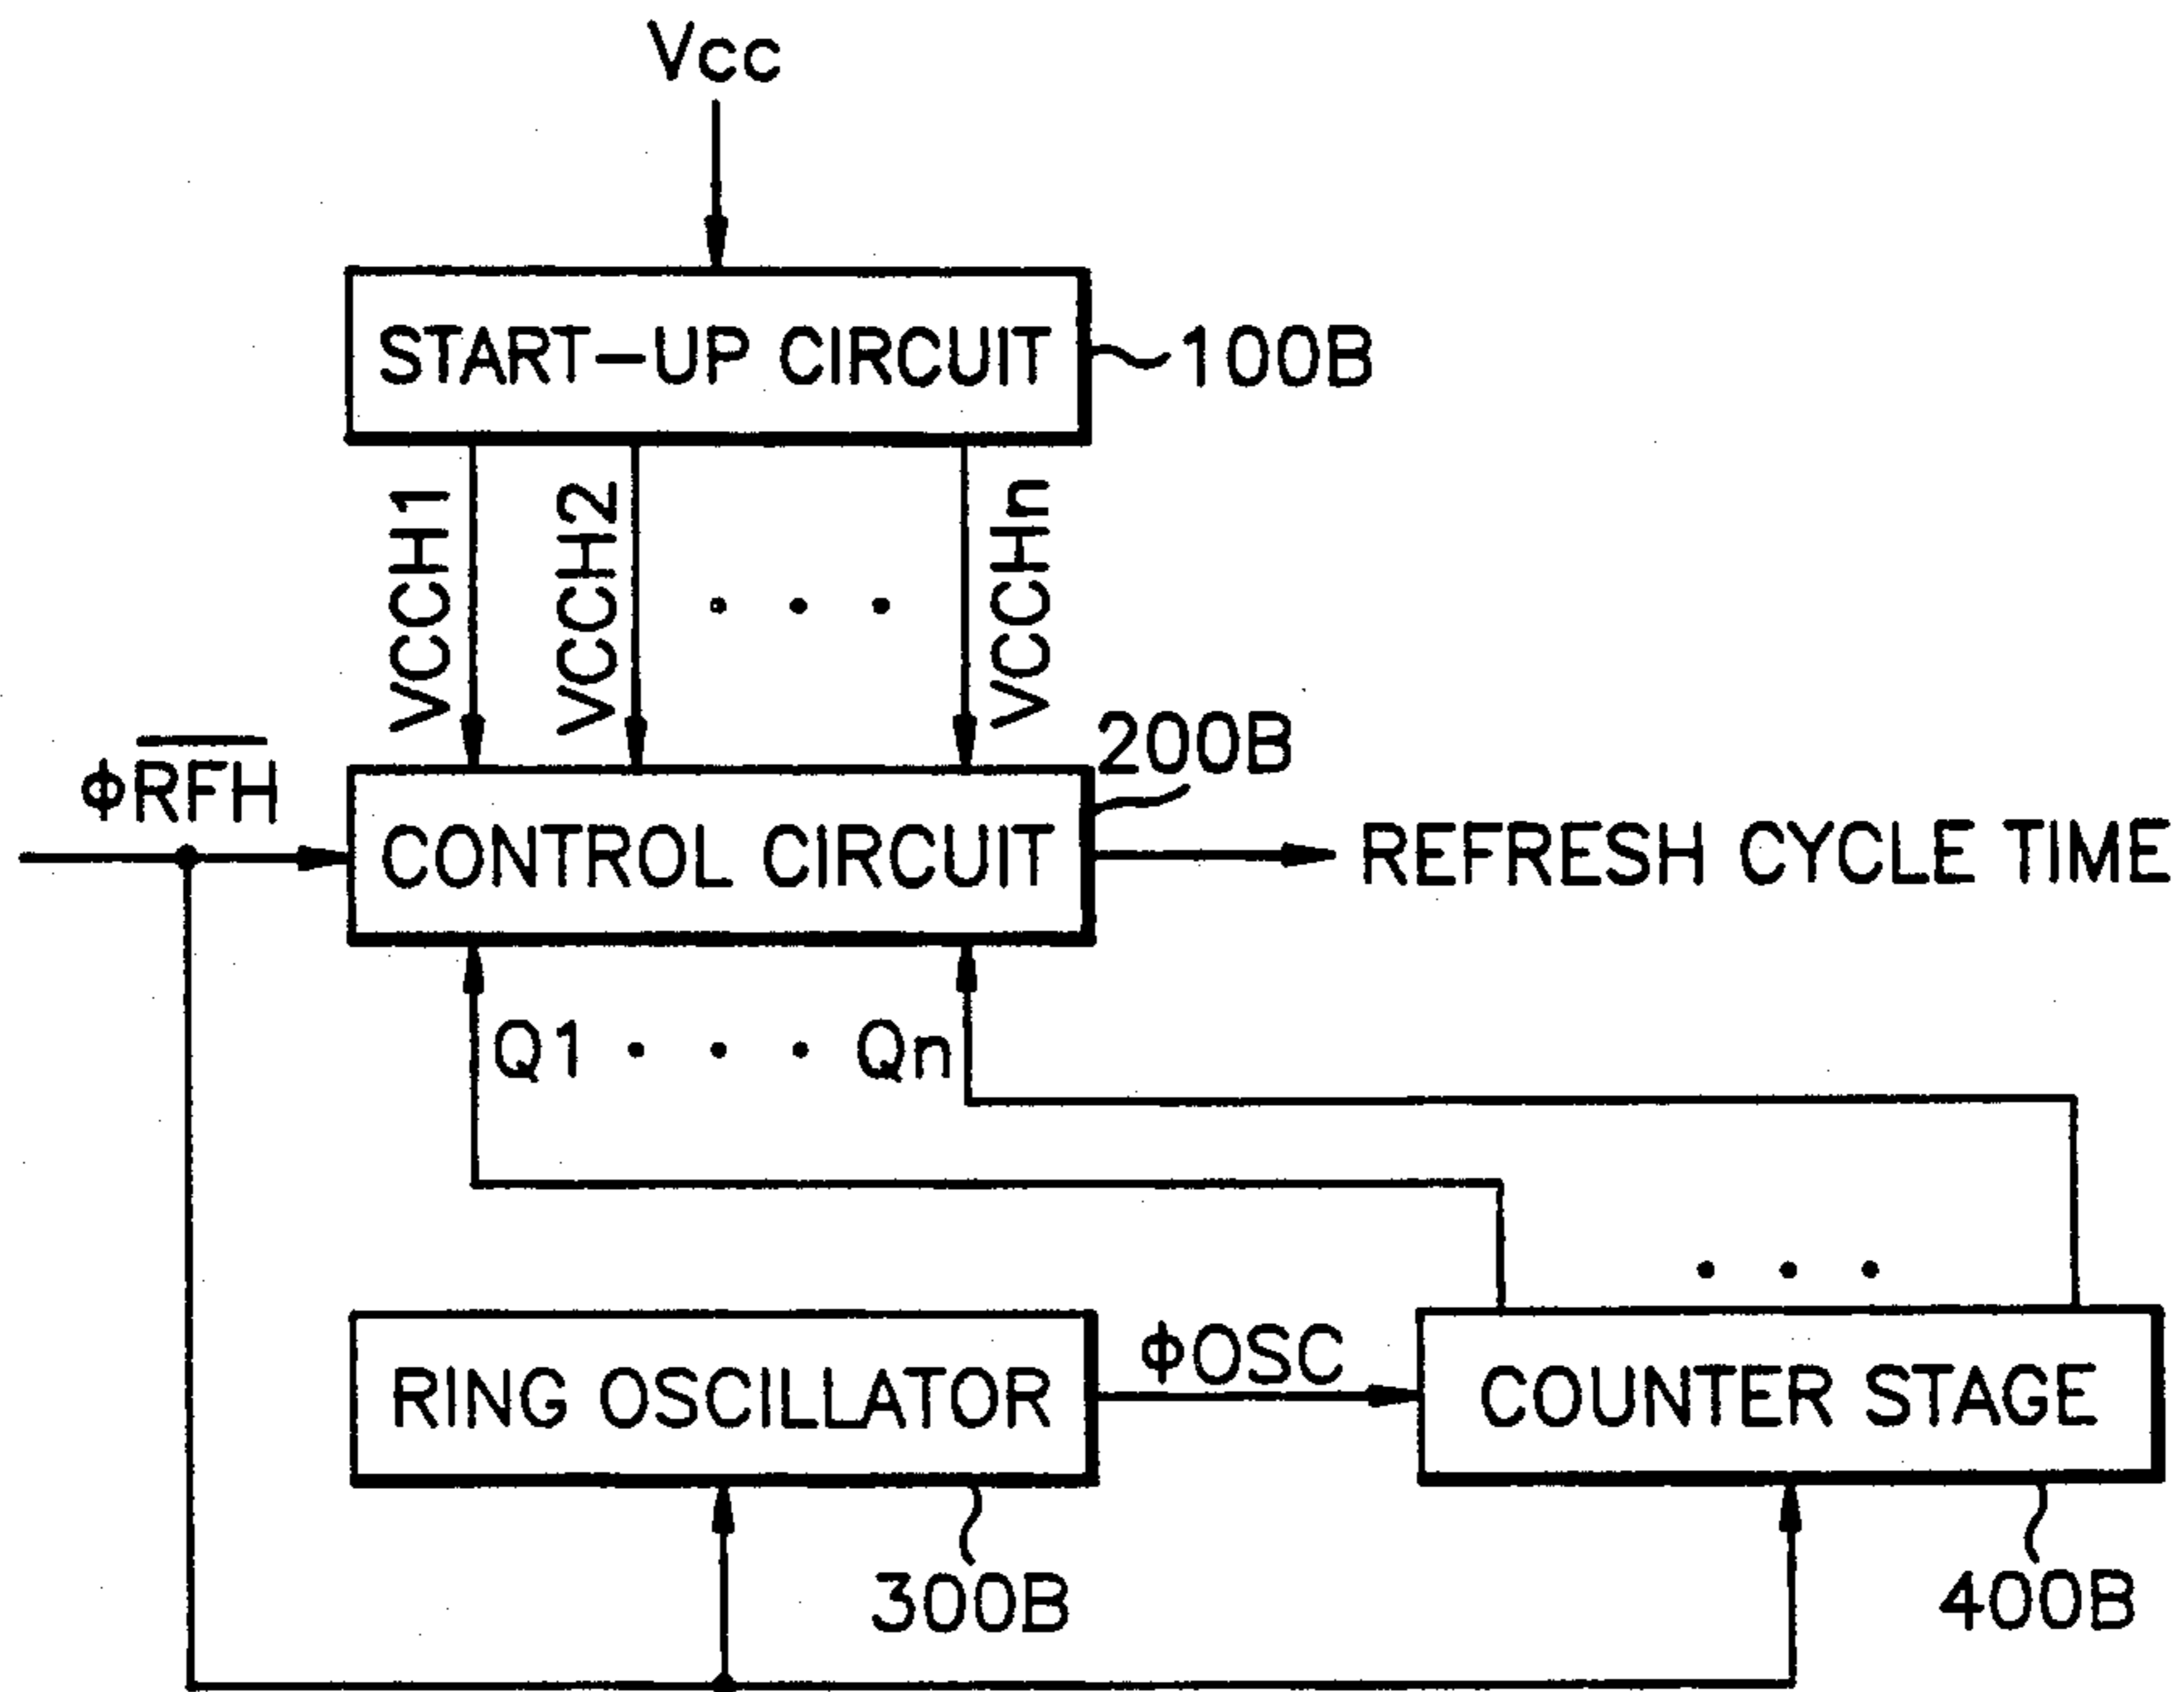 Vcc
START-UP CIRCUIT
100B
VCCH1
VCCH2
. . .
VCCHn
200B
ϕR̅F̅H̅
CONTROL CIRCUIT
REFRESH CYCLE TIME
Q1 . . . Qn
. . .
RING OSCILLATOR
ϕOSC
COUNTER STAGE
300B
400B